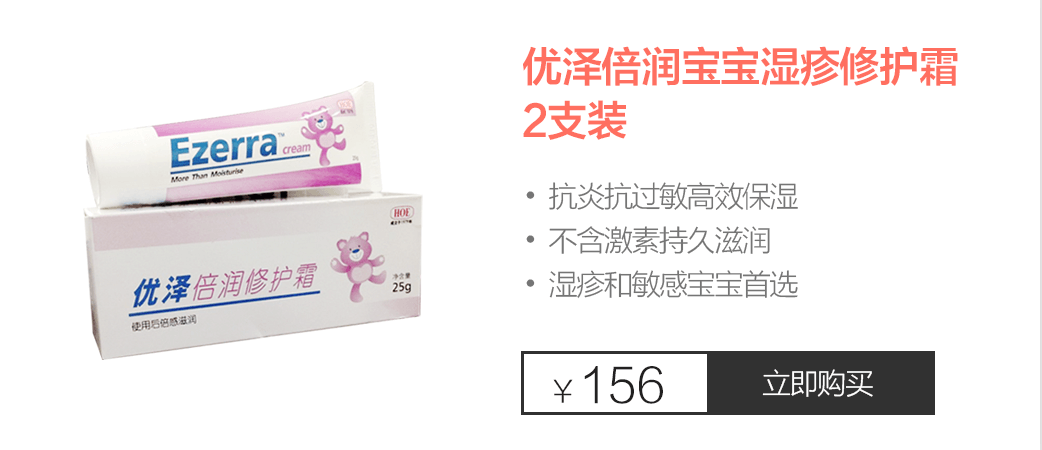 优泽倍润宝宝湿疹修护霜
2支装
• 抗炎抗过敏高效保湿
• 不含激素持久滋润
• 湿疹和敏感宝宝首选
¥156
立即购买
Ezerra™ cream
More Than Moisturise
HOE
优泽倍润修护霜
净含量
25g
使用后倍感滋润